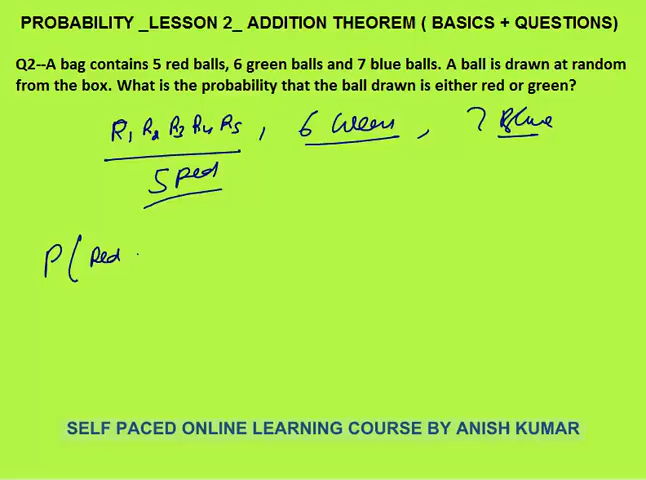 PROBABILITY _LESSON 2_ ADDITION THEOREM ( BASICS + QUESTIONS)
Q2--A bag contains 5 red balls, 6 green balls and 7 blue balls. A ball is drawn at random
from the box. What is the probability that the ball drawn is either red or green?
R1 R2 R3 R4 R5 , 6 Green , 7 Blue
5 Red
P( Red
SELF PACED ONLINE LEARNING COURSE BY ANISH KUMAR